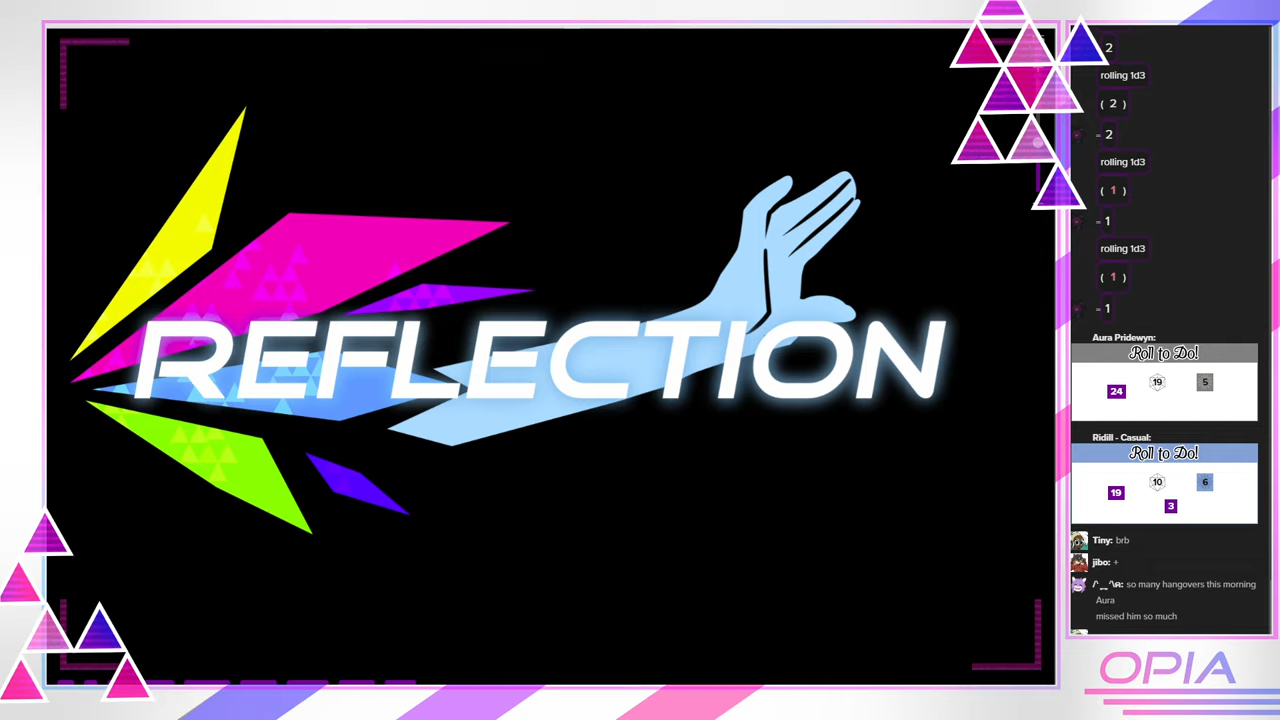 REFLECTION
2
rolling 1d3
( 2 )
= 2
rolling 1d3
( 1 )
= 1
rolling 1d3
( 1 )
= 1
Aura Pridewyn:
Roll to Do!
24 19 5
Ridill - Casual:
Roll to Do!
19 10 6
3
Tiny: brb
jibo: +
so many hangovers this morning
Aura
missed him so much
OPIA